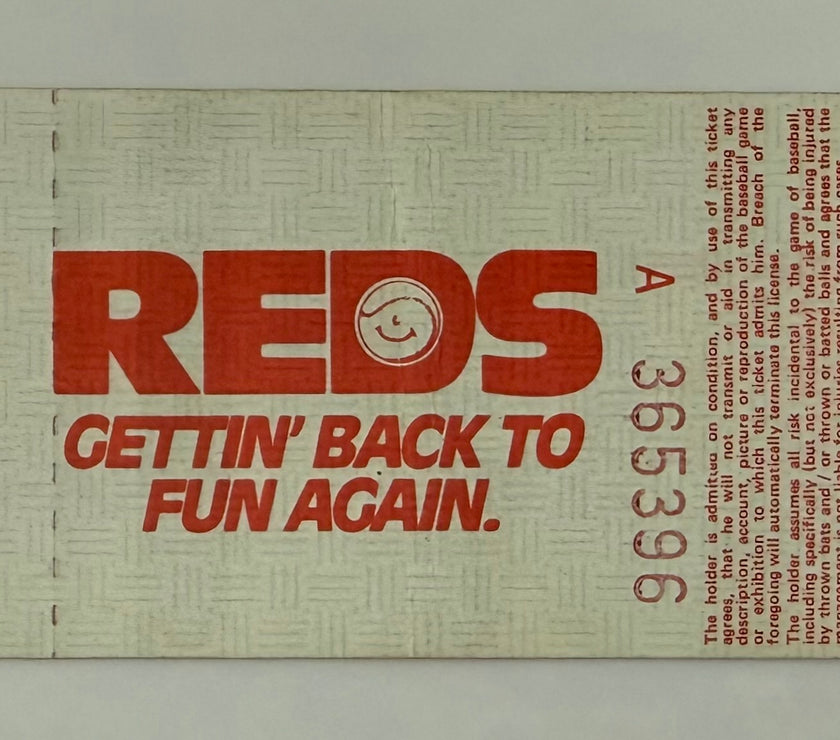 REDS
GETTIN' BACK TO
FUN AGAIN.
A 365396
The holder is admitted on condition, and by use of this ticket
agrees, that he will not transmit or aid in transmitting any
description, account, picture or reproduction of the baseball game
or exhibition to which this ticket admits him. Breach of the
foregoing will automatically terminate this license.
The holder assumes all risk incidental to the game of baseball,
including specifically (but not exclusively) the risk of being injured
by thrown bats and / or thrown or batted balls and agrees that the